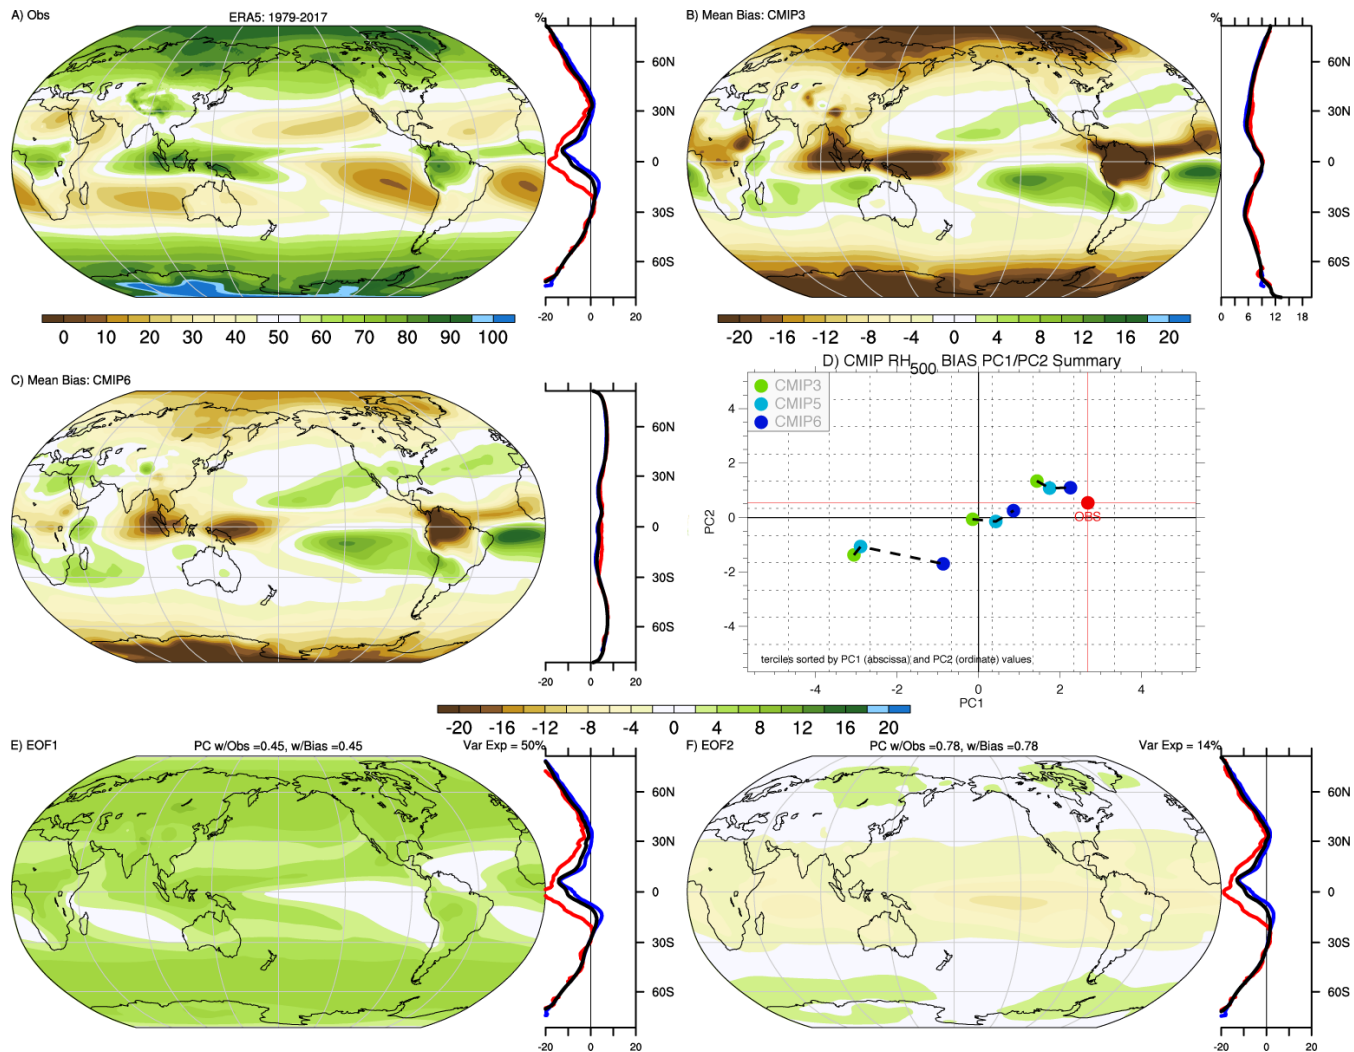 A) Obs
ERA5: 1979-2017
%
60N
30N
0
30S
60S
-20 0 20
0 10 20 30 40 50 60 70 80 90 100
B) Mean Bias: CMIP3
%
60N
30N
0
30S
60S
0 6 12 18
-20 -16 -12 -8 -4 0 4 8 12 16 20
C) Mean Bias: CMIP6
60N
30N
0
30S
60S
-20 0 20
D) CMIP RH500 BIAS PC1/PC2 Summary
CMIP3
CMIP5
CMIP6
4
2
0
-2
-4
PC2
OBS
terciles sorted by PC1 (abscissa) and PC2 (ordinate) values
-4 -2 0 2 4
PC1
-20 -16 -12 -8 -4 0 4 8 12 16 20
E) EOF1
PC w/Obs =0.45, w/Bias =0.45
Var Exp = 50%
60N
30N
0
30S
60S
-20 0 20
F) EOF2
PC w/Obs =0.78, w/Bias =0.78
Var Exp = 14%
60N
30N
0
30S
60S
-20 0 20